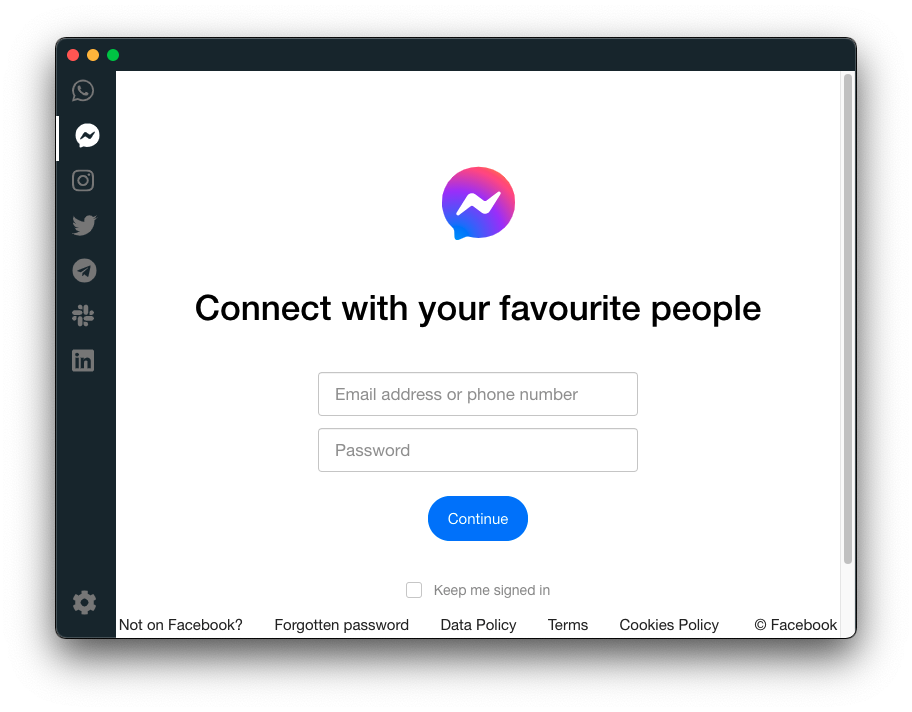 Connect with your favourite people
Email address or phone number
Password
Continue
Keep me signed in
Not on Facebook? Forgotten password Data Policy Terms Cookies Policy © Facebook